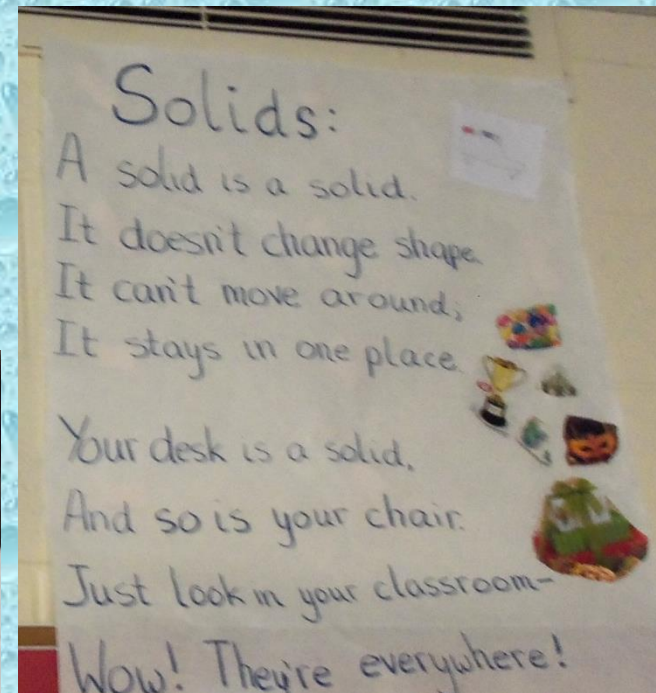 Solids:
A solid is a solid.
It doesn't change shape.
It can't move around;
It stays in one place.
Your desk is a solid,
And so is your chair.
Just look in your classroom-
Wow! They're everywhere!